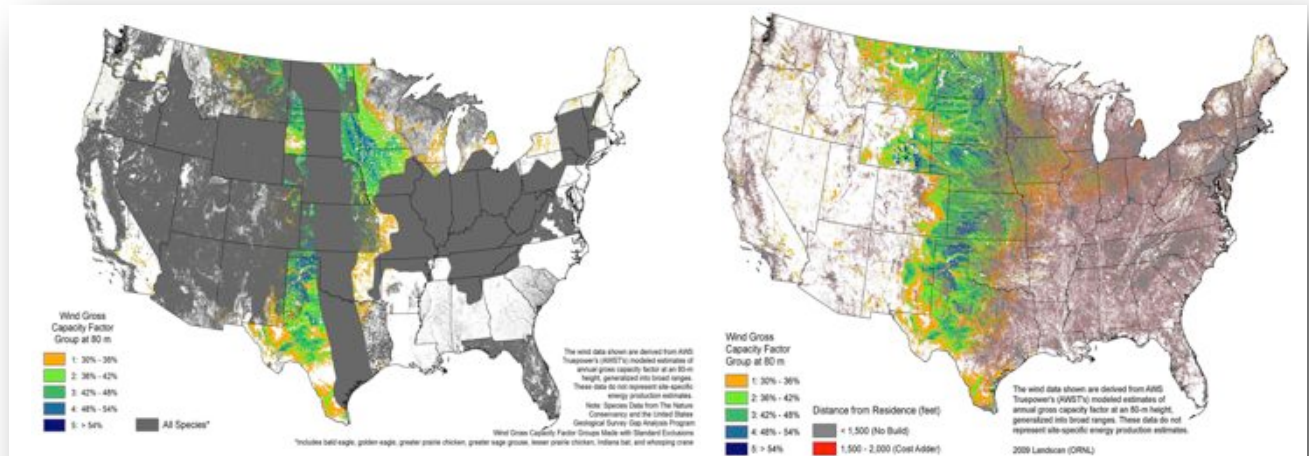 Wind Gross
Capacity Factor
Group at 80 m
1: 30% - 36%
2: 36% - 42%
3: 42% - 48%
4: 48% - 54%
5: > 54%
All Species*
The wind data shown are derived from AWS
Truepower's (AWST's) modeled estimates of
annual gross capacity factor at an 80-m
height, generalized into broad ranges.
These data do not represent site-specific
energy production estimates.
Note: Species Data from The Nature
Conservancy and the United States
Geological Survey Gap Analysis Program
Wind Gross Capacity Factor Groups Made with Standard Exclusions
*Includes bald eagle, golden eagle, greater prairie chicken, greater sage grouse, lesser prairie chicken, Indiana bat, and whooping crane
Wind Gross
Capacity Factor
Group at 80 m
1: 30% - 36%
2: 36% - 42%
3: 42% - 48%
4: 48% - 54%
5: > 54%
Distance from Residence (feet)
< 1,500 (No Build)
1,500 - 2,000 (Cost Adder)
The wind data shown are derived from AWS
Truepower's (AWST's) modeled estimates of
annual gross capacity factor at an 80-m height,
generalized into broad ranges. These data do not
represent site-specific energy production estimates.
2009 Landscan (ORNL)